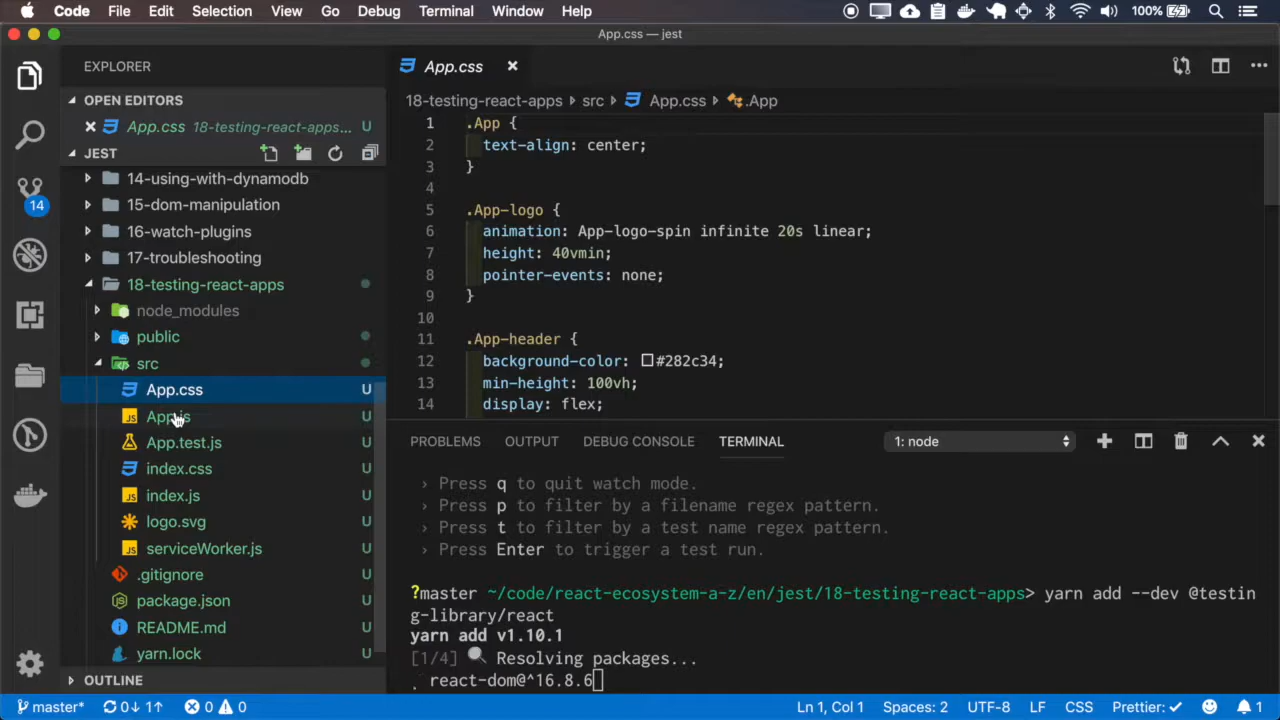 Code File Edit Selection View Go Debug Terminal Window Help 100%
App.css — jest
EXPLORER
OPEN EDITORS
App.css 18-testing-react-apps... U
JEST
14-using-with-dynamodb
15-dom-manipulation
16-watch-plugins
17-troubleshooting
18-testing-react-apps
node_modules
public
src
App.css U
App.js U
App.test.js U
index.css U
index.js U
logo.svg U
serviceWorker.js U
.gitignore U
package.json U
README.md U
yarn.lock U
OUTLINE
14
App.css
18-testing-react-apps src App.css .App
1 .App {
2 text-align: center;
3 }
4
5 .App-logo {
6 animation: App-logo-spin infinite 20s linear;
7 height: 40vmin;
8 pointer-events: none;
9 }
10
11 .App-header {
12 background-color: #282c34;
13 min-height: 100vh;
14 display: flex;
PROBLEMS OUTPUT DEBUG CONSOLE TERMINAL 1: node
› Press q to quit watch mode.
› Press p to filter by a filename regex pattern.
› Press t to filter by a test name regex pattern.
› Press Enter to trigger a test run.
?master ~/code/react-ecosystem-a-z/en/jest/18-testing-react-apps> yarn add --dev @testin
g-library/react
yarn add v1.10.1
[1/4] 🔍 Resolving packages...
react-dom@^16.8.6
master* 0↓ 1↑ 0 0 Ln 1, Col 1 Spaces: 2 UTF-8 LF CSS Prettier: ✓ 1